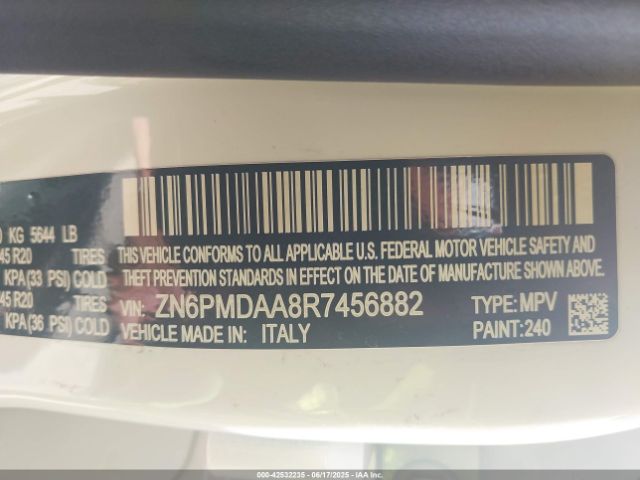 KG 5644 LB
45 R20 TIRES
KPA (33 PSI) COLD
45 R20 TIRES
KPA (36 PSI) COLD
THIS VEHICLE CONFORMS TO ALL APPLICABLE U.S. FEDERAL MOTOR VEHICLE SAFETY AND
THEFT PREVENTION STANDARDS IN EFFECT ON THE DATE OF MANUFACTURE SHOWN ABOVE.
VIN: ZN6PMDAA8R7456882 TYPE: MPV
VEHICLE MADE IN: ITALY PAINT: 240
000-42532235 - 06/17/2025 - IAA Inc.